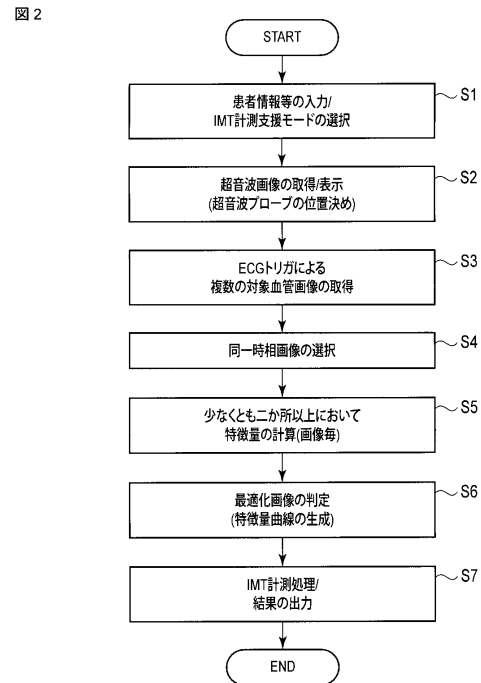 図2
START
患者情報等の入力/
IMT計測支援モードの選択
S1
超音波画像の取得/表示
(超音波プローブの位置決め)
S2
ECGトリガによる
複数の対象血管画像の取得
S3
同一時相画像の選択
S4
少なくとも二か所以上において
特徴量の計算(画像毎)
S5
最適化画像の判定
(特徴量曲線の生成)
S6
IMT計測処理/
結果の出力
S7
END